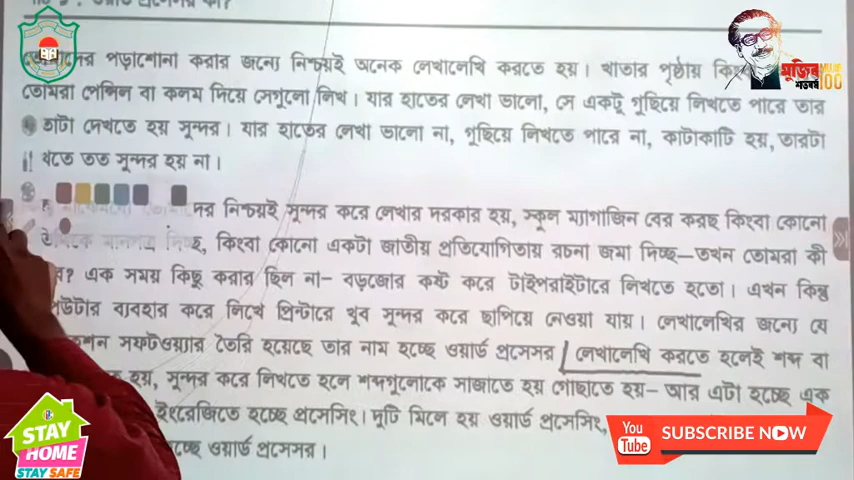 পড়াশোনা করার জন্যে নিশ্চয়ই অনেক লেখালেখি করতে হয়। খাতার পৃষ্ঠায়
তোমরা পেন্সিল বা কলম দিয়ে সেগুলো লিখ। যার হাতের লেখা ভালো, সে একটু গুছিয়ে লিখতে পারে তার
তাটা দেখতে হয় সুন্দর। যার হাতের লেখা ভালো না, গুছিয়ে লিখতে পারে না, কাটাকাটি হয়, তারটা
খতে তত সুন্দর হয় না।
দের নিশ্চয়ই সুন্দর করে লেখার দরকার হয়, স্কুল ম্যাগাজিন বের করছ কিংবা কোনো
কিংবা কোনো একটা জাতীয় প্রতিযোগিতায় রচনা জমা দিচ্ছ—তখন তোমরা কী
এক সময় কিছু করার ছিল না- বড়জোর কষ্ট করে টাইপরাইটারে লিখতে হতো। এখন কিন্তু
উটার ব্যবহার করে লিখে প্রিন্টারে খুব সুন্দর করে ছাপিয়ে নেওয়া যায়। লেখালেখির জন্যে যে
কেশন সফটওয়্যার তৈরি হয়েছে তার নাম হচ্ছে ওয়ার্ড প্রসেসর লেখালেখি করতে হলেই শব্দ বা
হয়, সুন্দর করে লিখতে হলে শব্দগুলোকে সাজাতে হয় গোছাতে হয়- আর এটা হচ্ছে এক
ইংরেজিতে হচ্ছে প্রসেসিং। দুটি মিলে হয় ওয়ার্ড প্রসেসিং,
হচ্ছে ওয়ার্ড প্রসেসর।
মুজিব
শতবর্ষ 100
STAY
HOME
STAY SAFE
You Tube SUBSCRIBE NOW